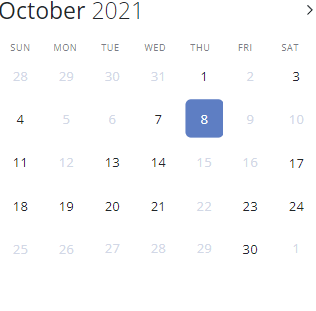 October 2021
SUN MON TUE WED THU FRI SAT
28 29 30 31 1 2 3
4 5 6 7 8 9 10
11 12 13 14 15 16 17
18 19 20 21 22 23 24
25 26 27 28 29 30 1